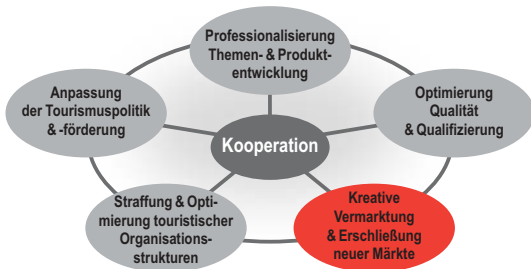 Professionalisierung
Themen- & Produkt-
entwicklung
Anpassung
der Tourismuspolitik
& -förderung
Optimierung
Qualität
& Qualifizierung
Kooperation
Straffung & Opti-
mierung touristischer
Organisations-
strukturen
Kreative
Vermarktung
& Erschließung
neuer Märkte